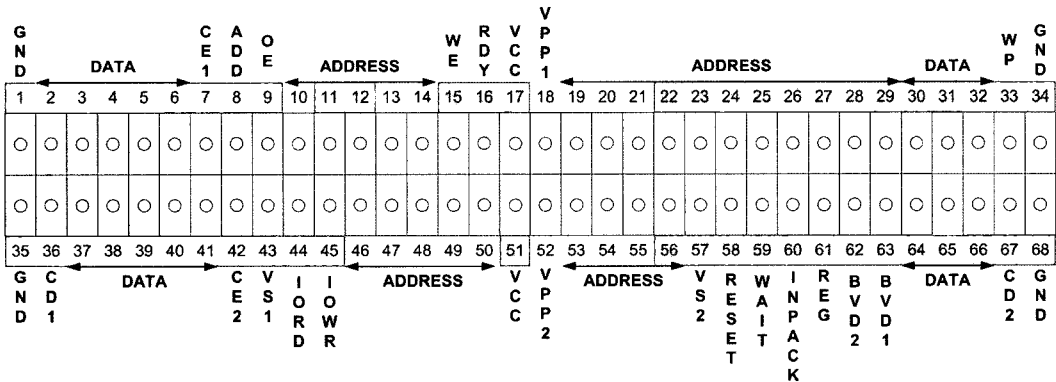 GND DATA CE1 ADD OE ADDRESS WE RDY VCC VPP1 ADDRESS DATA WP GND
1 2 3 4 5 6 7 8 9 10 11 12 13 14 15 16 17 18 19 20 21 22 23 24 25 26 27 28 29 30 31 32 33 34
35 36 37 38 39 40 41 42 43 44 45 46 47 48 49 50 51 52 53 54 55 56 57 58 59 60 61 62 63 64 65 66 67 68
GND CD1 DATA CE2 VS1 IORD IOWR ADDRESS VCC VPP2 ADDRESS VS2 RESET WAIT INPACK REG BVD2 BVD1 DATA CD2 GND